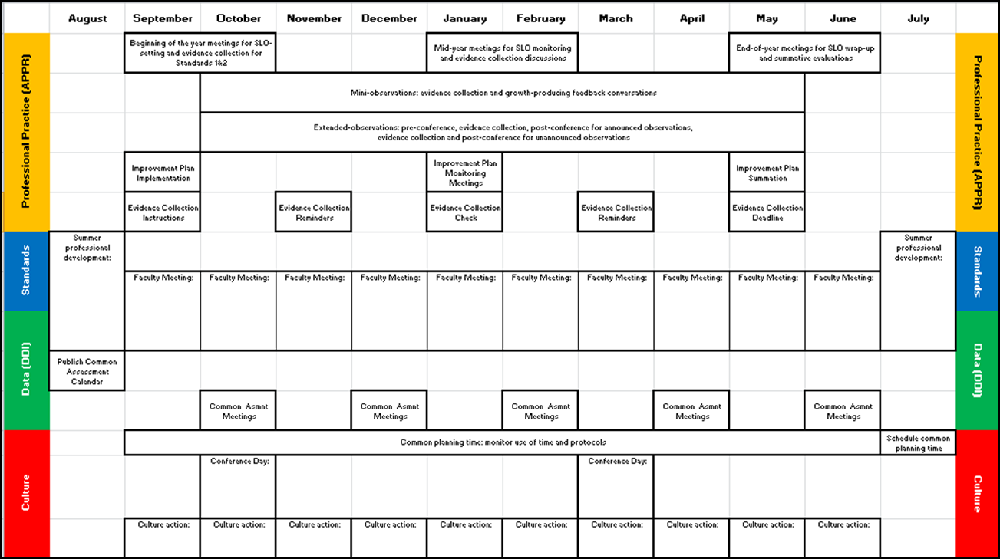 August September October November December January February March April May June July
Professional Practice (APPR)
Beginning of the year meetings for SLO-
setting and evidence collection for
Standards 1&2
Mid-year meetings for SLO monitoring
and evidence collection discussions
End-of-year meetings for SLO wrap-up
and summative evaluations
Professional Practice (APPR)
Mini-observations: evidence collection and growth-producing feedback conversations
Extended-observations: pre-conference, evidence collection, post-conference for announced observations,
evidence collection and post-conference for unannounced observations
Improvement Plan
Implementation
Improvement Plan
Monitoring
Meetings
Improvement Plan
Summation
Evidence Collection
Instructions
Evidence Collection
Reminders
Evidence Collection
Check
Evidence Collection
Reminders
Evidence Collection
Deadline
Standards
Summer
professional
development:
Summer
professional
development:
Standards
Faculty Meeting: Faculty Meeting: Faculty Meeting: Faculty Meeting: Faculty Meeting: Faculty Meeting: Faculty Meeting: Faculty Meeting: Faculty Meeting: Faculty Meeting:
Data (DDI)
Publish Common
Assessment
Calendar
Data (DDI)
Common Asmnt
Meetings
Common Asmnt
Meetings
Common Asmnt
Meetings
Common Asmnt
Meetings
Common Asmnt
Meetings
Culture
Common planning time: monitor use of time and protocols
Schedule common
planning time
Culture
Conference Day: Conference Day:
Culture action: Culture action: Culture action: Culture action: Culture action: Culture action: Culture action: Culture action: Culture action: Culture action: